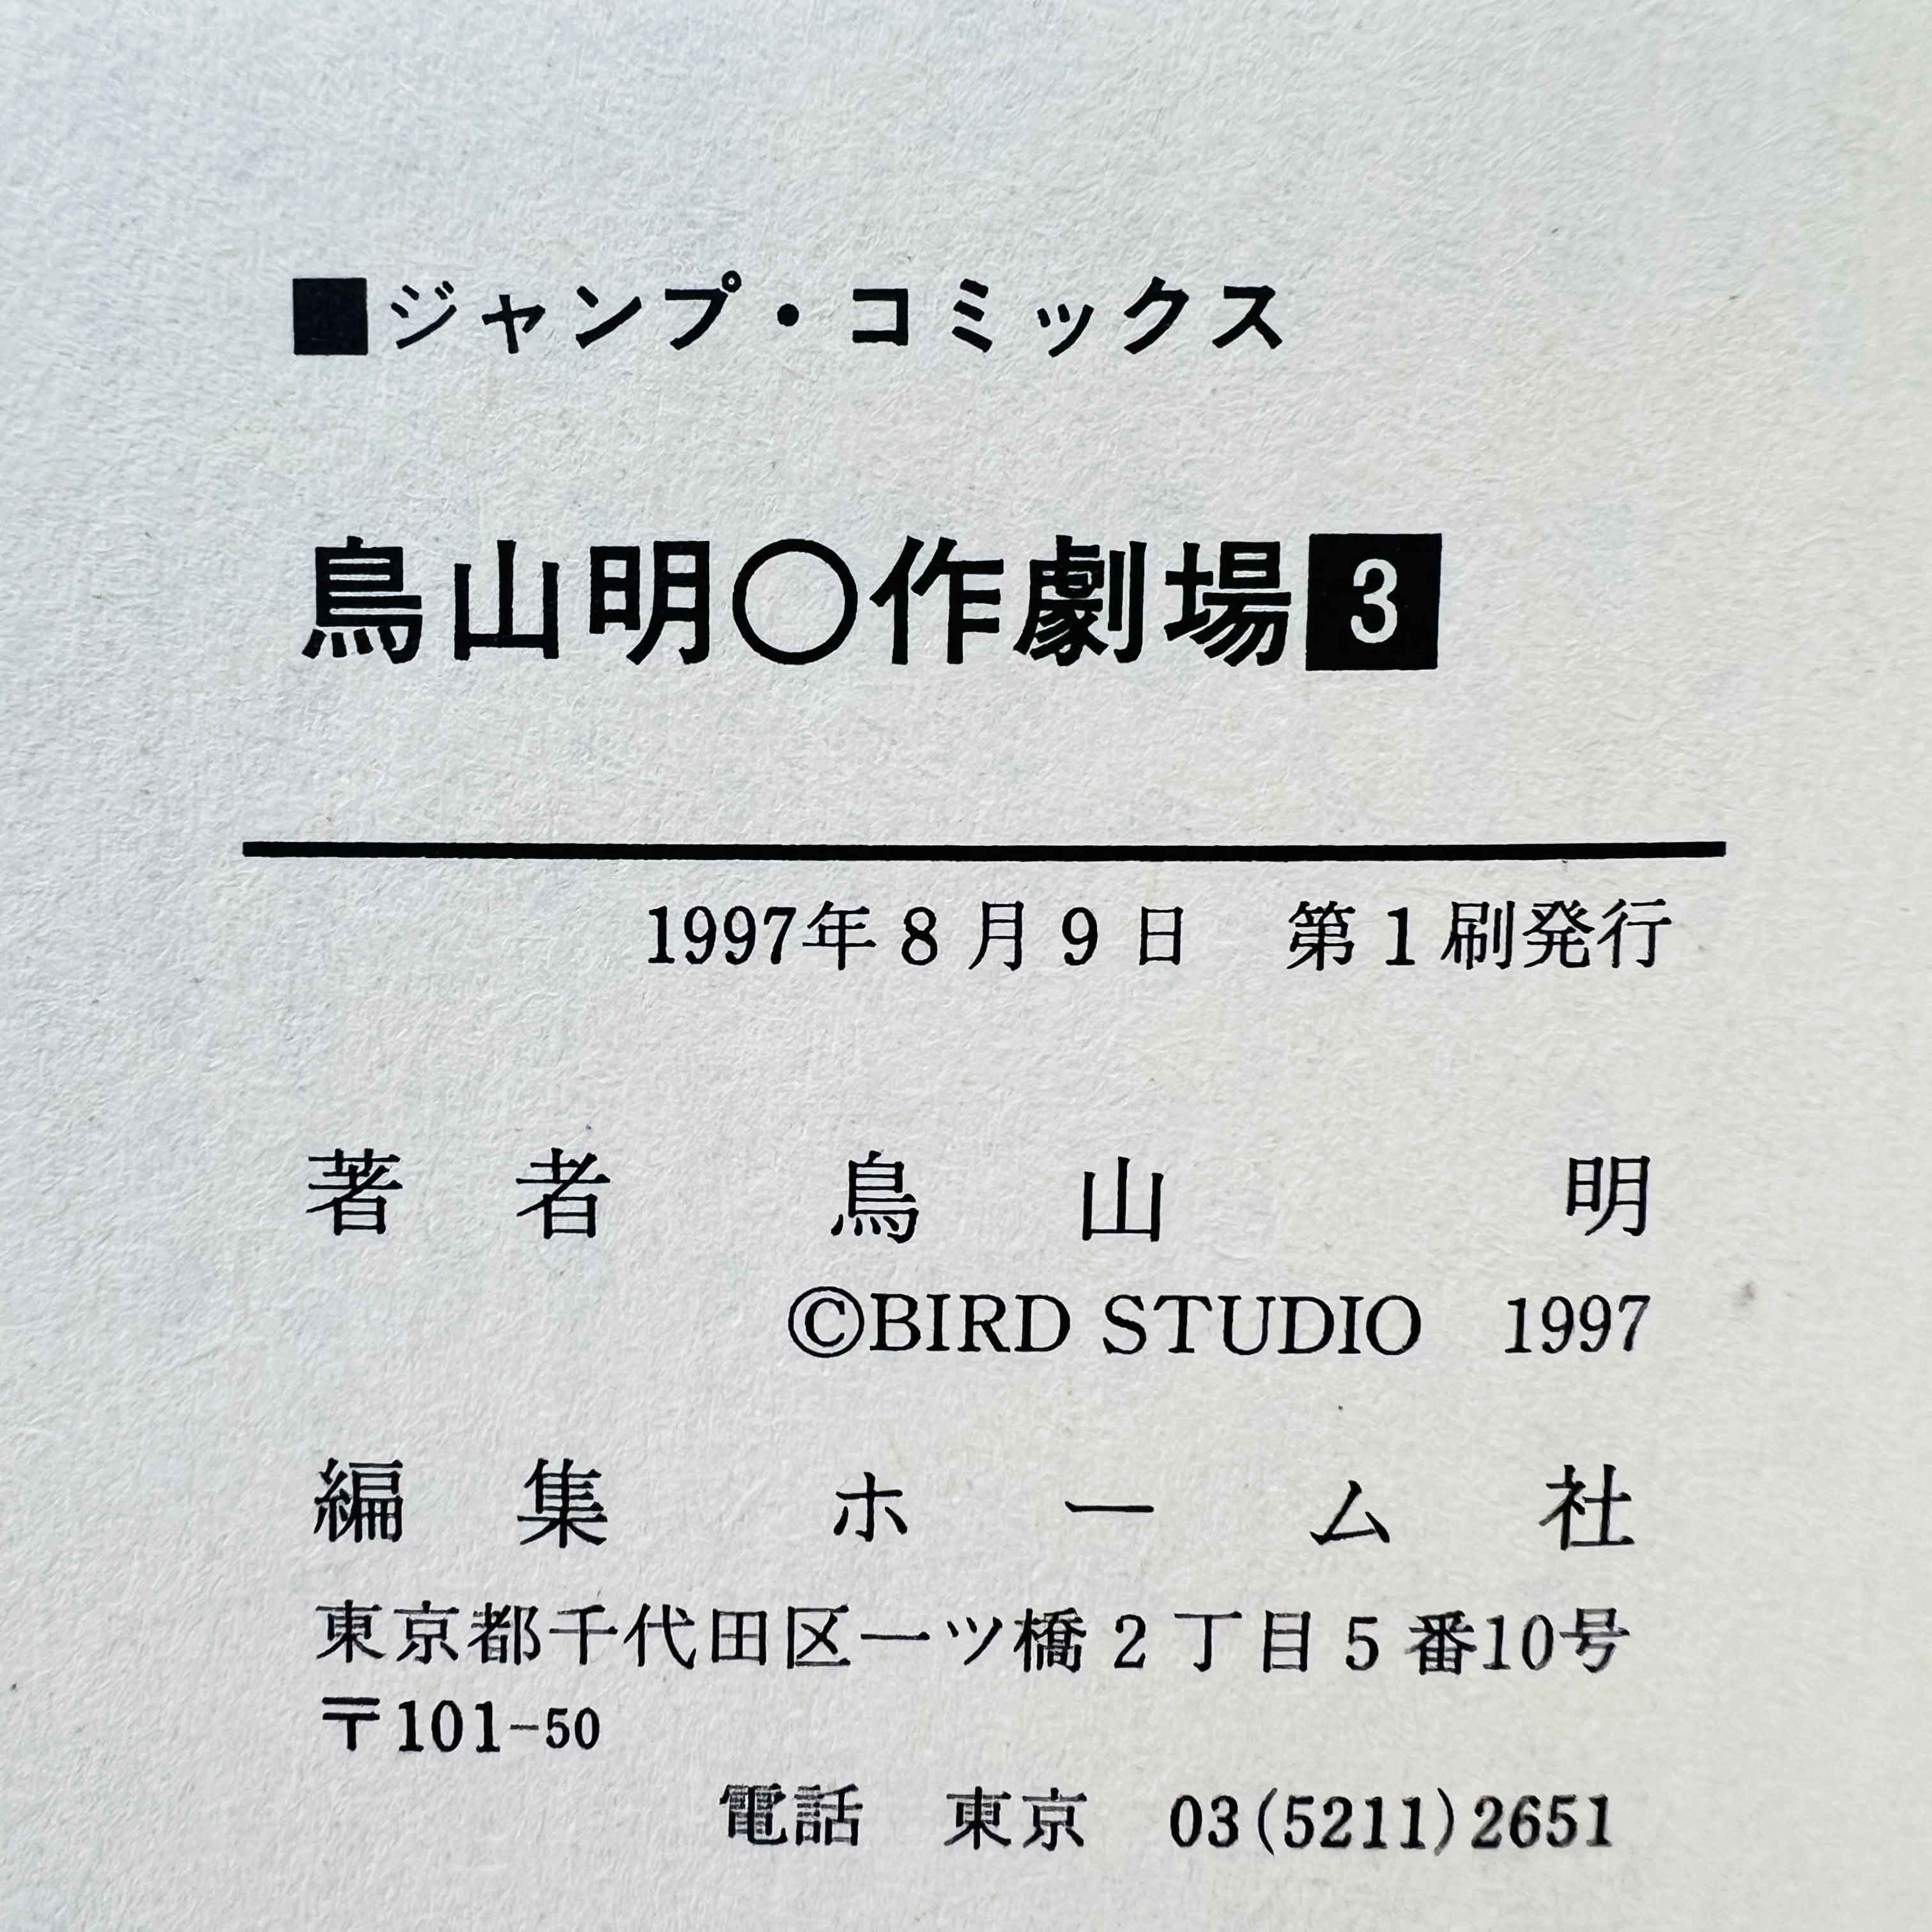 ■ジャンプ・コミックス
鳥山明〇作劇場3
1997年8月9日 第1刷発行
著者 鳥山明
©BIRD STUDIO 1997
編集 ホーム社
東京都千代田区一ツ橋2丁目5番10号
〒101-50
電話 東京 03(5211)2651